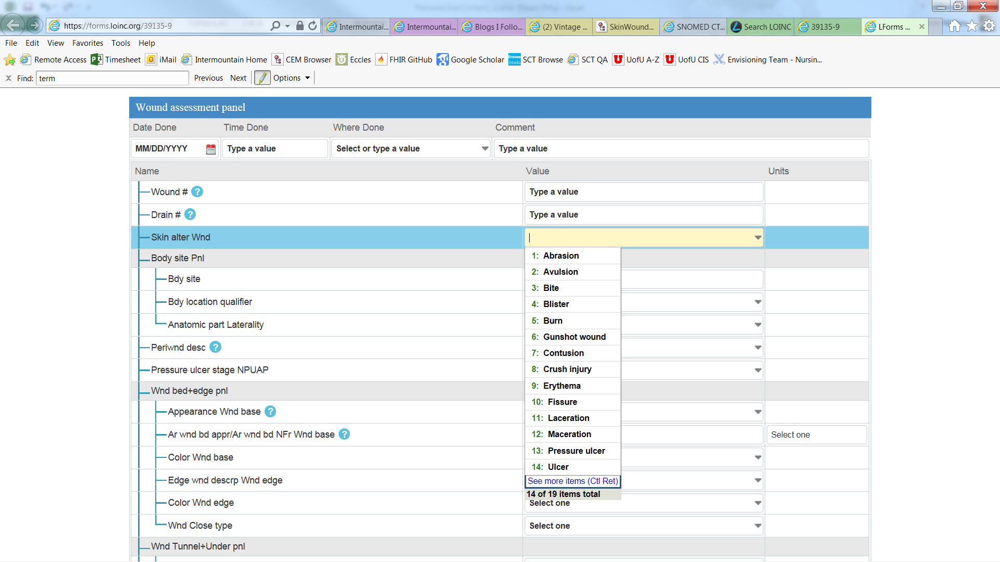 https://forms.loinc.org/39135-9
Intermountai...
Intermountai...
Blogs I Follo...
(2) Vintage ...
SkinWound...
SNOMED CT...
Search LOINC
39135-9
LForms ...
File Edit View Favorites Tools Help
Remote Access Timesheet iMail Intermountain Home CEM Browser Eccles FHIR GitHub Google Scholar SCT Browse SCT QA UofU A-Z UofU CIS Envisioning Team - Nursin...
Find: term Previous Next Options
Wound assessment panel
Date Done Time Done Where Done Comment
MM/DD/YYYY Type a value Select or type a value Type a value
Name Value Units
Wound # ? Type a value
Drain # ? Type a value
Skin alter Wnd
Body site Pnl
Bdy site
Bdy location qualifier
Anatomic part Laterality
Periwnd desc ?
Pressure ulcer stage NPUAP
Wnd bed+edge pnl
Appearance Wnd base ?
Ar wnd bd appr/Ar wnd bd NFr Wnd base ? Select one
Color Wnd base
Edge wnd descrp Wnd edge
Color Wnd edge
Wnd Close type
Wnd Tunnel+Under pnl
1: Abrasion
2: Avulsion
3: Bite
4: Blister
5: Burn
6: Gunshot wound
7: Contusion
8: Crush injury
9: Erythema
10: Fissure
11: Laceration
12: Maceration
13: Pressure ulcer
14: Ulcer
See more items (Ctl Ret)
14 of 19 items total
Select one
Select one